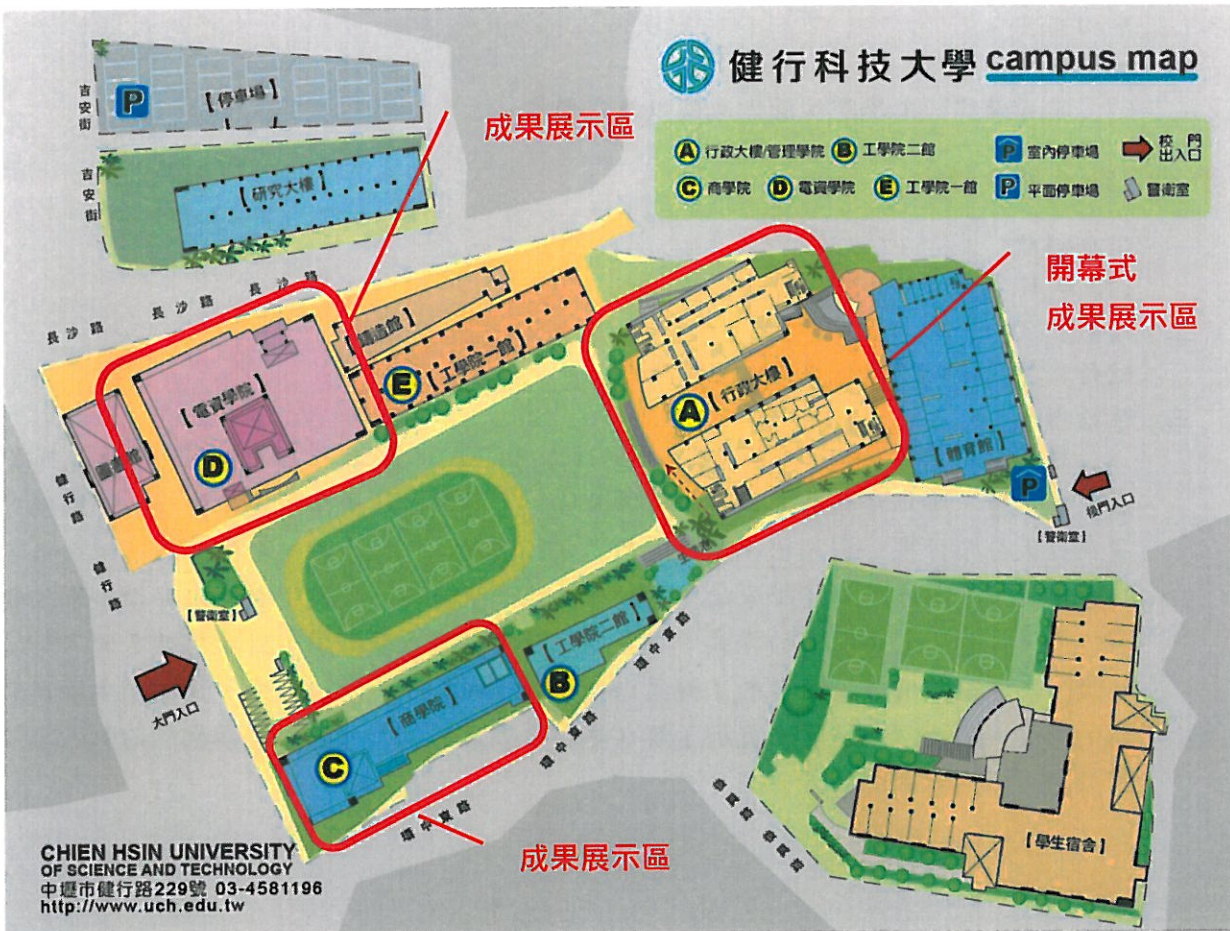 健行科技大學 campus map
A 行政大樓/管理學院
B 工學院二館
P 室內停車場
校門
出入口
C 商學院
D 電資學院
E 工學院一館
P 平面停車場
警衛室
吉安街
P
【停車場】
成果展示區
吉安街
【研究大樓】
開幕式
成果展示區
長沙路
長沙路
長沙路
E
【工學院一館】
A
【行政大樓】
【電資學院】
D
圖書館
【體育館】
P
後門入口
【警衛室】
健行路
健行路
【警衛室】
大門入口
【工學院二館】
B
環中東路
環中東路
環中東路
【商學院】
C
成果展示區
【學生宿舍】
CHIEN HSIN UNIVERSITY
OF SCIENCE AND TECHNOLOGY
中壢市健行路229號 03-4581196
http://www.uch.edu.tw